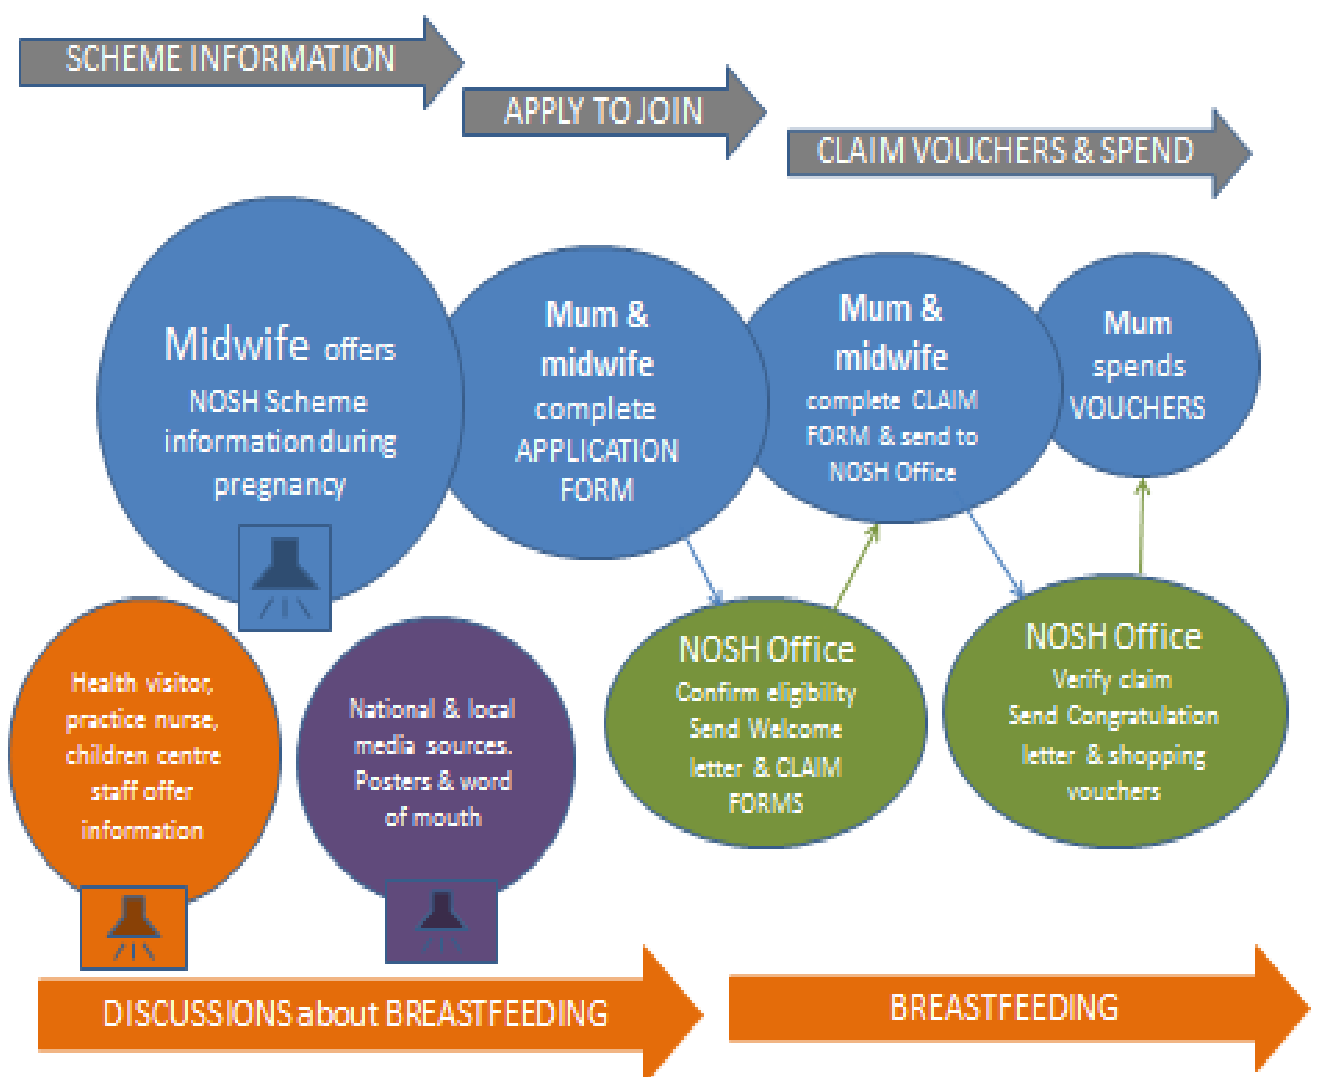 SCHEME INFORMATION
APPLY TO JOIN
CLAIM VOUCHERS & SPEND
Midwife offers
NOSH Scheme
information during
pregnancy
Mum &
midwife
complete
APPLICATION
FORM
Mum &
midwife
complete CLAIM
FORM & send to
NOSH Office
Mum
spends
VOUCHERS
Health visitor,
practice nurse,
children centre
staff offer
information
National & local
media sources.
Posters & word
of mouth
NOSH Office
Confirm eligibility
Send Welcome
letter & CLAIM
FORMS
NOSH Office
Verify claim
Send Congratulation
letter & shopping
vouchers
DISCUSSIONS about BREASTFEEDING
BREASTFEEDING